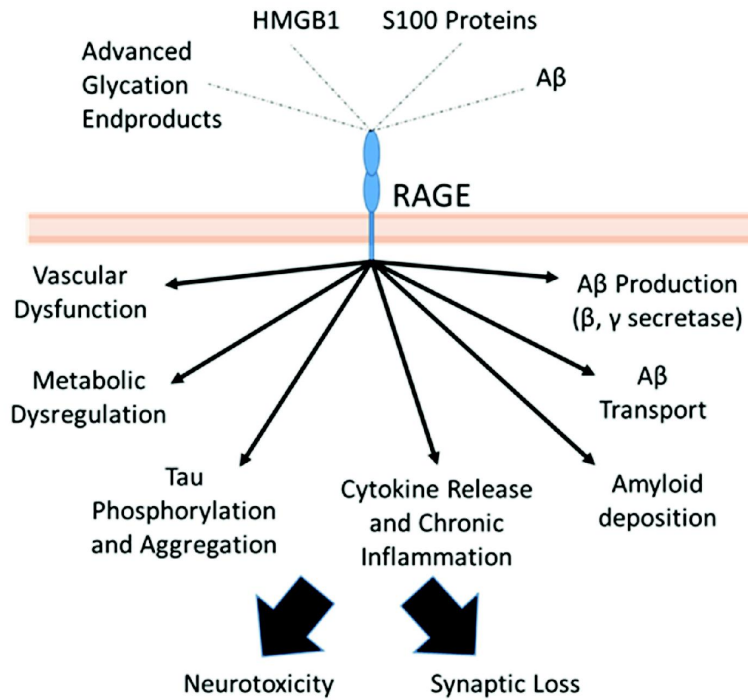 HMGB1
S100 Proteins
Advanced
Glycation
Endproducts
Aβ
RAGE
Vascular
Dysfunction
Aβ Production
(β, γ secretase)
Metabolic
Dysregulation
Aβ
Transport
Tau
Phosphorylation
and Aggregation
Cytokine Release
and Chronic
Inflammation
Amyloid
deposition
Neurotoxicity
Synaptic Loss